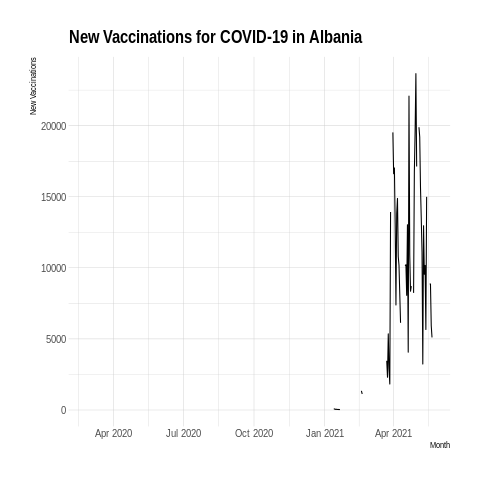 New Vaccinations for COVID-19 in Albania
New Vaccinations
20000
15000
10000
5000
0
Apr 2020
Jul 2020
Oct 2020
Jan 2021
Apr 2021
Month